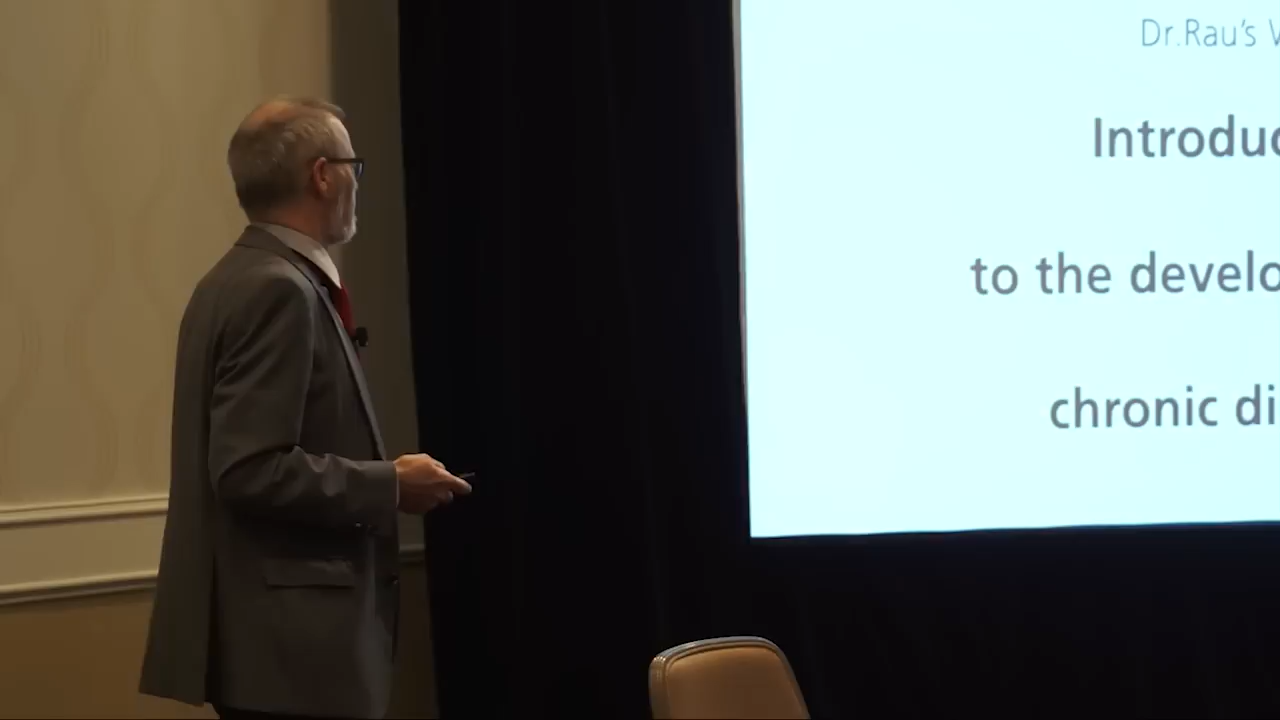 Dr.Rau's
Introduc
to the develo
chronic di